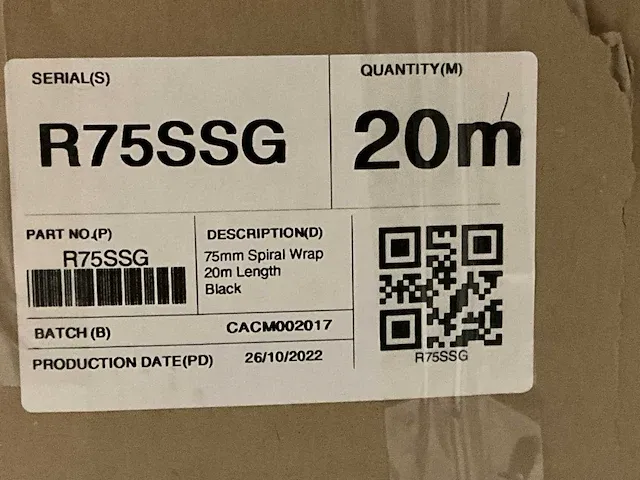 SERIAL(S)
R75SSG
QUANTITY(M)
20m
PART NO.(P)
R75SSG
DESCRIPTION(D)
75mm Spiral Wrap
20m Length
Black
BATCH (B)
CACM002017
PRODUCTION DATE(PD)
26/10/2022
R75SSG